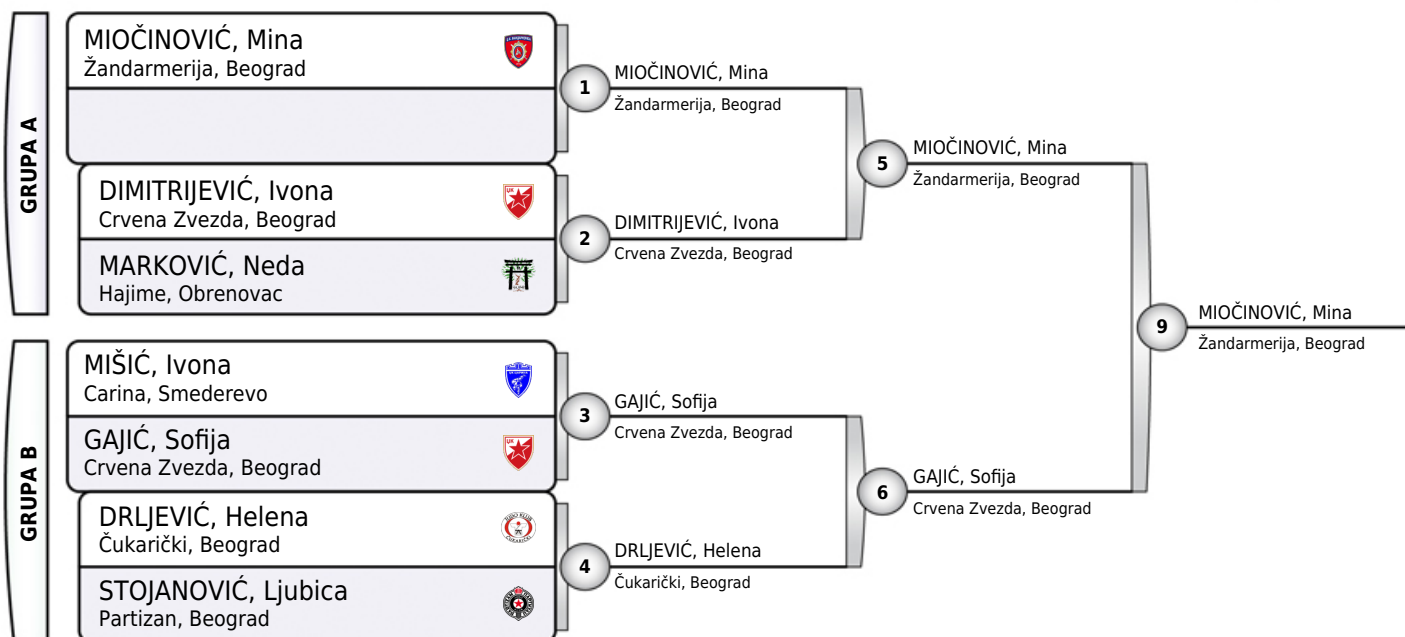 GRUPA A
MIOČINOVIĆ, Mina
Žandarmerija, Beograd
DIMITRIJEVIĆ, Ivona
Crvena Zvezda, Beograd
MARKOVIĆ, Neda
Hajime, Obrenovac
GRUPA B
MIŠIĆ, Ivona
Carina, Smederevo
GAJIĆ, Sofija
Crvena Zvezda, Beograd
DRLJEVIĆ, Helena
Čukarički, Beograd
STOJANOVIĆ, Ljubica
Partizan, Beograd
1
MIOČINOVIĆ, Mina
Žandarmerija, Beograd
2
DIMITRIJEVIĆ, Ivona
Crvena Zvezda, Beograd
3
GAJIĆ, Sofija
Crvena Zvezda, Beograd
4
DRLJEVIĆ, Helena
Čukarički, Beograd
5
MIOČINOVIĆ, Mina
Žandarmerija, Beograd
6
GAJIĆ, Sofija
Crvena Zvezda, Beograd
9
MIOČINOVIĆ, Mina
Žandarmerija, Beograd